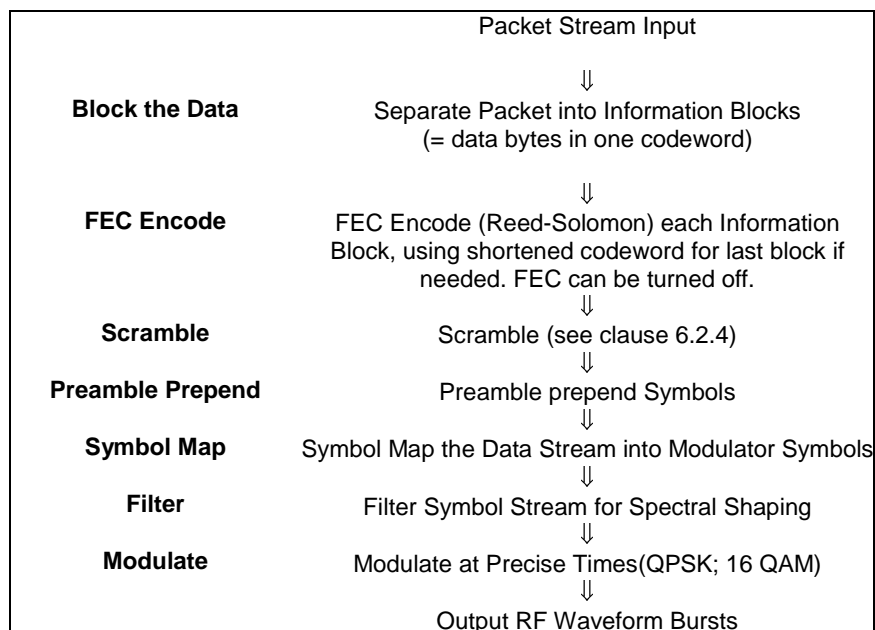 Packet Stream Input
⇓
Block the Data Separate Packet into Information Blocks
(= data bytes in one codeword)
⇓
FEC Encode FEC Encode (Reed-Solomon) each Information
Block, using shortened codeword for last block if
needed. FEC can be turned off.
⇓
Scramble Scramble (see clause 6.2.4)
⇓
Preamble Prepend Preamble prepend Symbols
⇓
Symbol Map Symbol Map the Data Stream into Modulator Symbols
⇓
Filter Filter Symbol Stream for Spectral Shaping
⇓
Modulate Modulate at Precise Times(QPSK; 16 QAM)
⇓
Output RF Waveform Bursts